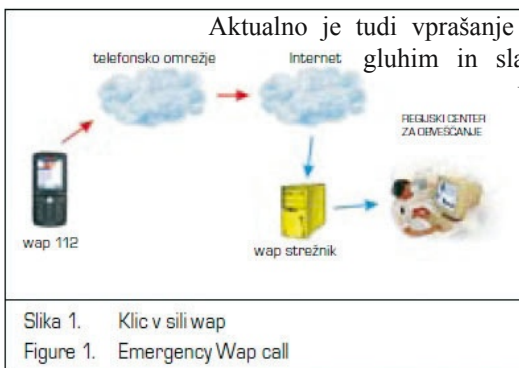 Aktualno je tudi vprašanje
gluhim in
telefonsko omrežje
Internet
REGIJSKI CENTER
ZA OBVEŠČANJE
wap 112
wap strežnik
Slika 1. Klic v sili wap
Figure 1. Emergency Wap call